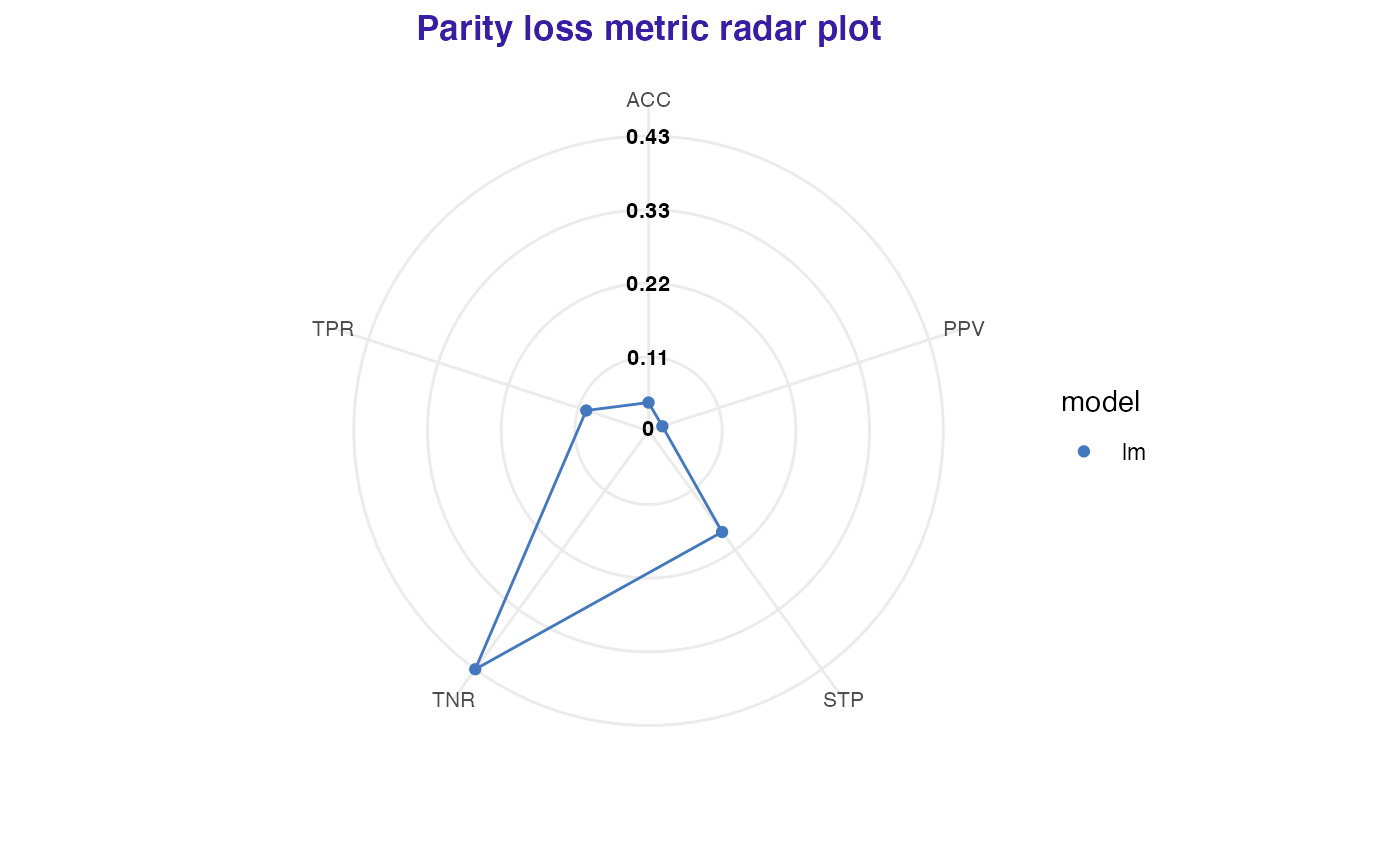 Parity loss metric radar plot
ACC
0.43
0.33
0.22
TPR
PPV
0.11
model
0
lm
TNR
STP